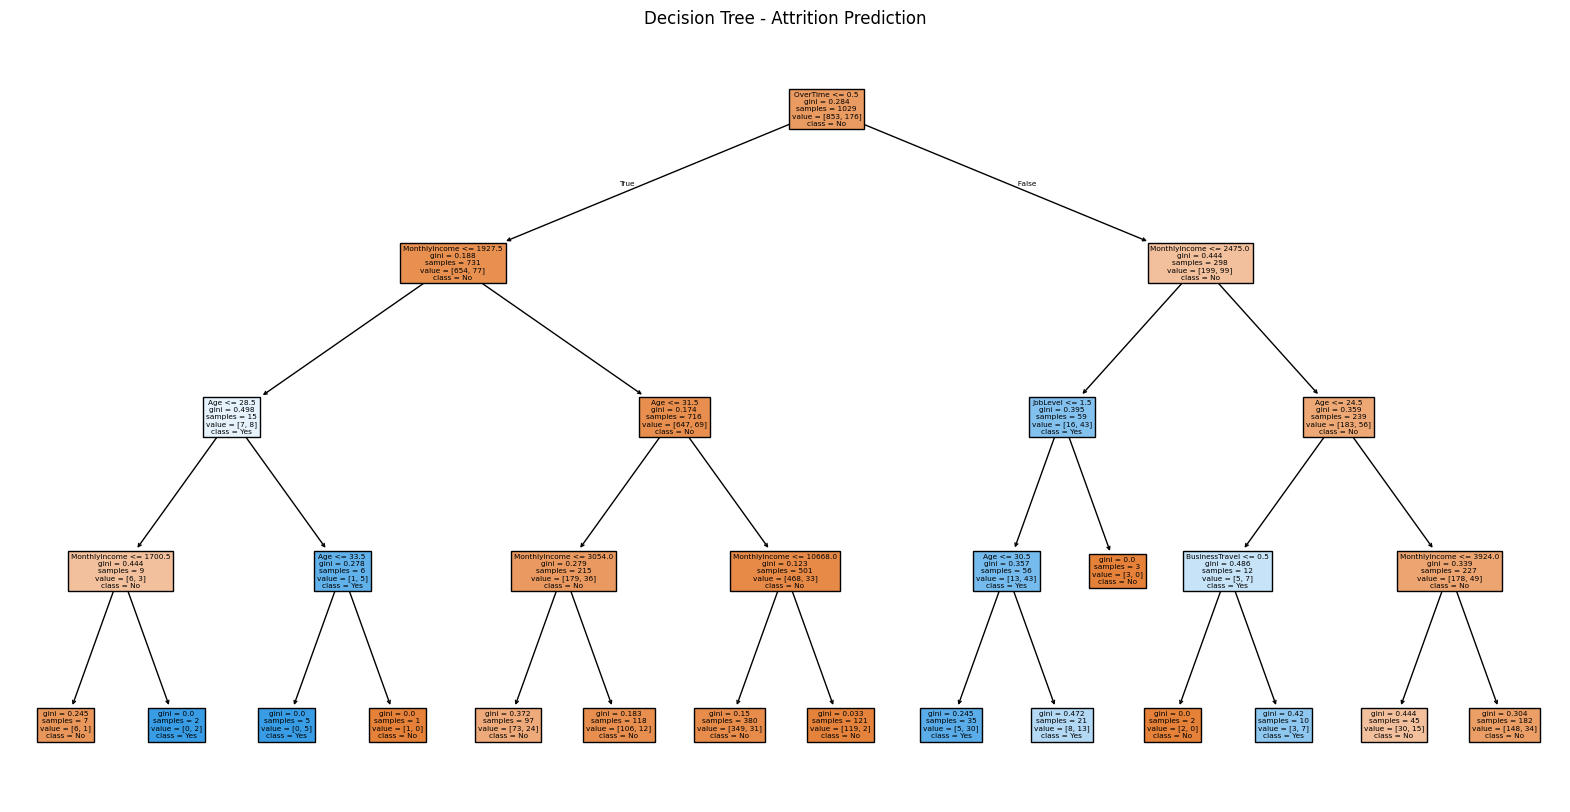 Decision Tree - Attrition Prediction
OverTime <= 0.5
gini = 0.284
samples = 1029
value = [853, 176]
class = No
True
False
MonthlyIncome <= 1927.5
gini = 0.188
samples = 731
value = [654, 77]
class = No
MonthlyIncome <= 2475.0
gini = 0.444
samples = 298
value = [199, 99]
class = No
Age <= 28.5
gini = 0.498
samples = 15
value = [7, 8]
class = Yes
Age <= 31.5
gini = 0.174
samples = 716
value = [647, 69]
class = No
JobLevel <= 1.5
gini = 0.395
samples = 59
value = [16, 43]
class = Yes
Age <= 24.5
gini = 0.359
samples = 239
value = [183, 56]
class = No
MonthlyIncome <= 1700.5
gini = 0.444
samples = 9
value = [6, 3]
class = No
Age <= 33.5
gini = 0.278
samples = 6
value = [1, 5]
class = Yes
MonthlyIncome <= 3054.0
gini = 0.279
samples = 215
value = [179, 36]
class = No
MonthlyIncome <= 10668.0
gini = 0.123
samples = 501
value = [468, 33]
class = No
Age <= 30.5
gini = 0.357
samples = 56
value = [13, 43]
class = Yes
gini = 0.0
samples = 3
value = [3, 0]
class = No
BusinessTravel <= 0.5
gini = 0.486
samples = 12
value = [5, 7]
class = Yes
MonthlyIncome <= 3924.0
gini = 0.339
samples = 227
value = [178, 49]
class = No
gini = 0.245
samples = 7
value = [6, 1]
class = No
gini = 0.0
samples = 2
value = [0, 2]
class = Yes
gini = 0.0
samples = 5
value = [0, 5]
class = Yes
gini = 0.0
samples = 1
value = [1, 0]
class = No
gini = 0.372
samples = 97
value = [73, 24]
class = No
gini = 0.183
samples = 118
value = [106, 12]
class = No
gini = 0.15
samples = 380
value = [349, 31]
class = No
gini = 0.033
samples = 121
value = [119, 2]
class = No
gini = 0.245
samples = 35
value = [5, 30]
class = Yes
gini = 0.472
samples = 21
value = [8, 13]
class = Yes
gini = 0.0
samples = 2
value = [2, 0]
class = No
gini = 0.42
samples = 10
value = [3, 7]
class = Yes
gini = 0.444
samples = 45
value = [30, 15]
class = No
gini = 0.304
samples = 182
value = [148, 34]
class = No